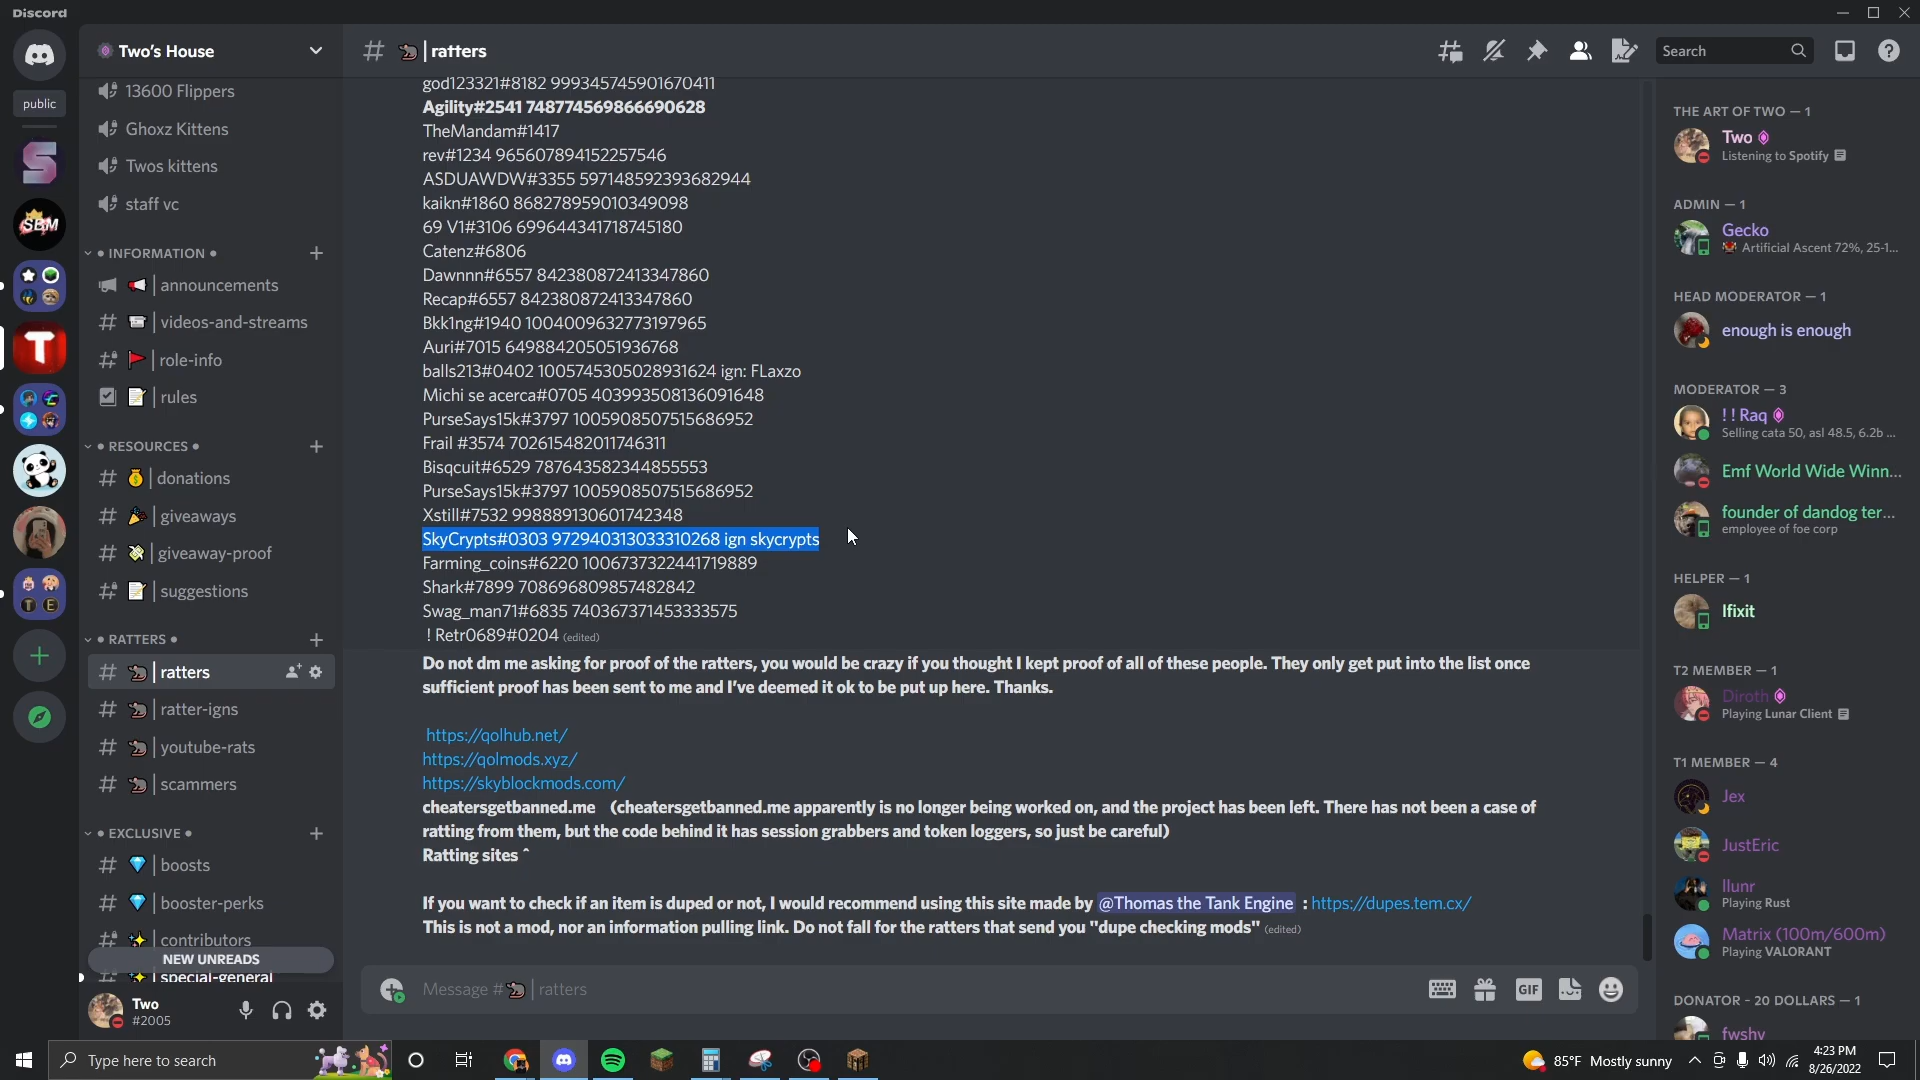 Discord
Two's House
# | ratters
Search
public
13600 Flippers
Ghoxz Kittens
Twos kittens
staff vc
• INFORMATION •
| announcements
| videos-and-streams
| role-info
| rules
• RESOURCES •
| donations
| giveaways
| giveaway-proof
| suggestions
• RATTERS •
| ratters
| ratter-igns
| youtube-rats
| scammers
• EXCLUSIVE •
| boosts
| booster-perks
| contributors
NEW UNREADS
| special-general
Two
#2005
god123321#8182 999345745901670411
Agility#2541 748774569866690628
TheMandam#1417
rev#1234 965607894152257546
ASDUAWDW#3355 597148592393682944
kaikn#1860 868278959010349098
69 V1#3106 699644341718745180
Catenz#6806
Dawnnn#6557 842380872413347860
Recap#6557 842380872413347860
Bkk1ng#1940 1004009632773197965
Auri#7015 649884205051936768
balls213#0402 1005745305028931624 ign: FLaxzo
Michi se acerca#0705 403993508136091648
PurseSays15k#3797 1005908507515686952
Frail #3574 702615482011746311
Bisqcuit#6529 787643582344855553
PurseSays15k#3797 1005908507515686952
Xstill#7532 998889130601742348
SkyCrypts#0303 972940313033310268 ign skycrypts
Farming_coins#6220 1006737322441719889
Shark#7899 708696809857482842
Swag_man71#6835 740367371453333575
! Retr0689#0204 (edited)
Do not dm me asking for proof of the ratters, you would be crazy if you thought I kept proof of all of these people. They only get put into the list once
sufficient proof has been sent to me and I've deemed it ok to be put up here. Thanks.
https://qolhub.net/
https://qolmods.xyz/
https://skyblockmods.com/
cheatersgetbanned.me (cheatersgetbanned.me apparently is no longer being worked on, and the project has been left. There has not been a case of
ratting from them, but the code behind it has session grabbers and token loggers, so just be careful)
Ratting sites ^
If you want to check if an item is duped or not, I would recommend using this site made by @Thomas the Tank Engine : https://dupes.tem.cx/
This is not a mod, nor an information pulling link. Do not fall for the ratters that send you "dupe checking mods" (edited)
Message # | ratters
GIF
THE ART OF TWO — 1
Two
Listening to Spotify
ADMIN — 1
Gecko
Artificial Ascent 72%, 25-1...
HEAD MODERATOR — 1
enough is enough
MODERATOR — 3
! ! Raq
Selling cata 50, asl 48.5, 6.2b ...
Emf World Wide Winn...
founder of dandog ter...
employee of foe corp
HELPER — 1
Ifixit
T2 MEMBER — 1
Diroth
Playing Lunar Client
T1 MEMBER — 4
Jex
JustEric
Ilunr
Playing Rust
Matrix (100m/600m)
Playing VALORANT
DONATOR - 20 DOLLARS — 1
fwshy
S
SBM
T
T E
Type here to search
85°F Mostly sunny
4:23 PM
8/26/2022